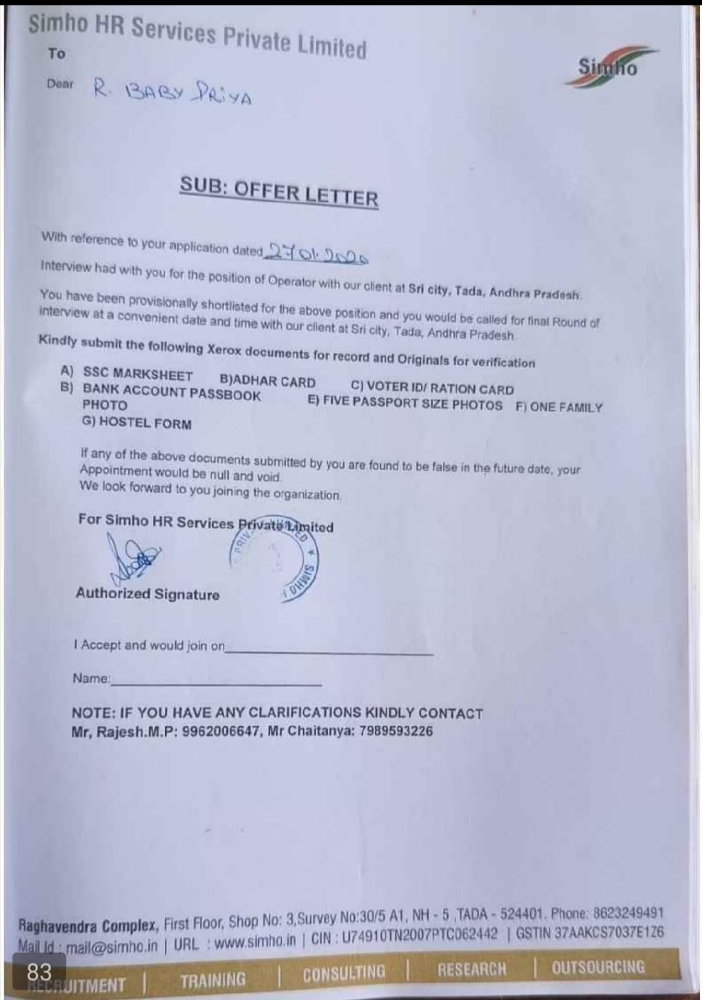 Simho HR Services Private Limited
To
Simho
Dear R. BABY PRiYA
SUB: OFFER LETTER
With reference to your application dated 27 01. 2020
Interview had with you for the position of Operator with our client at Sri city, Tada, Andhra Pradesh.
You have been provisionally shortlisted for the above position and you would be called for final Round of
interview at a convenient date and time with our client at Sri city, Tada, Andhra Pradesh.
Kindly submit the following Xerox documents for record and Originals for verification
A) SSC MARKSHEET B)ADHAR CARD C) VOTER ID/ RATION CARD
B) BANK ACCOUNT PASSBOOK E) FIVE PASSPORT SIZE PHOTOS F) ONE FAMILY
PHOTO
G) HOSTEL FORM
If any of the above documents submitted by you are found to be false in the future date, your
Appointment would be null and void.
We look forward to you joining the organization.
For Simho HR Services Private Limited
SIMHO
Authorized Signature
I Accept and would join on
Name:
NOTE: IF YOU HAVE ANY CLARIFICATIONS KINDLY CONTACT
Mr, Rajesh.M.P: 9962006647, Mr Chaitanya: 7989593226
Raghavendra Complex, First Floor, Shop No: 3,Survey No:30/5 A1, NH - 5 ,TADA - 524401. Phone: 8623249491
Mail Id : mail@simho.in | URL : www.simho.in | CIN : U74910TN2007PTC062442 | GSTIN 37AAKCS7037E1Z6
83
RECRUITMENT | TRAINING | CONSULTING | RESEARCH | OUTSOURCING